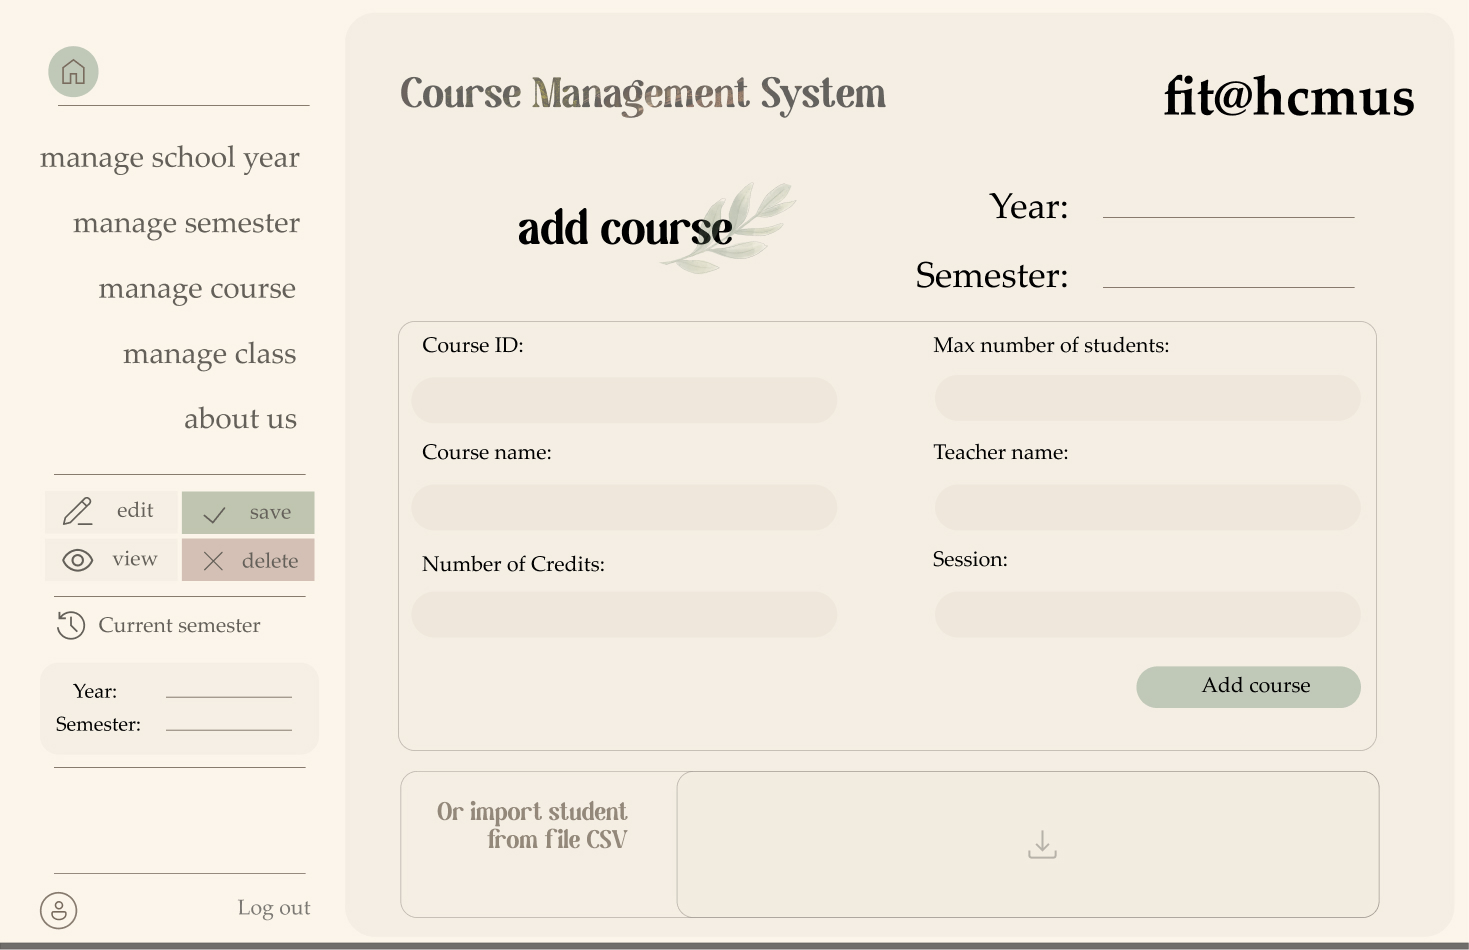 Course Management System
fit@hcmus
manage school year
manage semester
manage course
manage class
about us
edit
save
view
delete
Current semester
Year:
Semester:
Log out
add course
Year:
Semester:
Course ID:
Max number of students:
Course name:
Teacher name:
Number of Credits:
Session:
Add course
Or import student
from file CSV